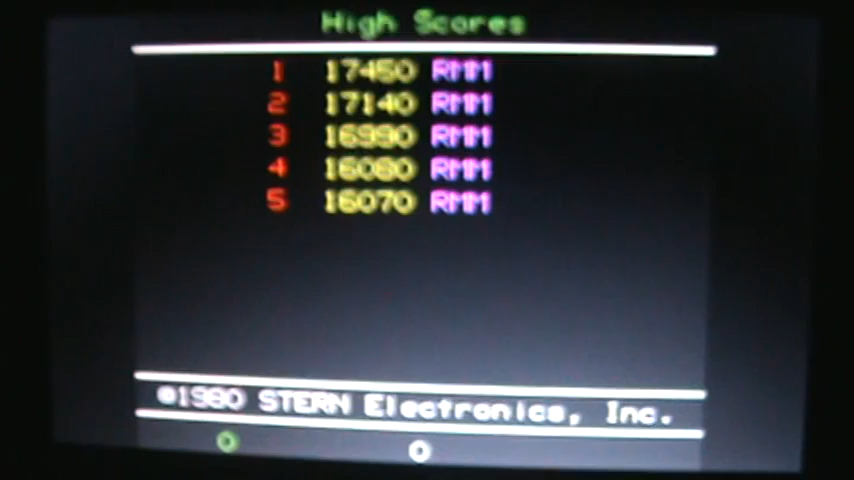 High Scores
1 17450 RMM
2 17140 RMM
3 16990 RMM
4 16080 RMM
5 16070 RMM
©1980 STERN Electronics, Inc.
0 0